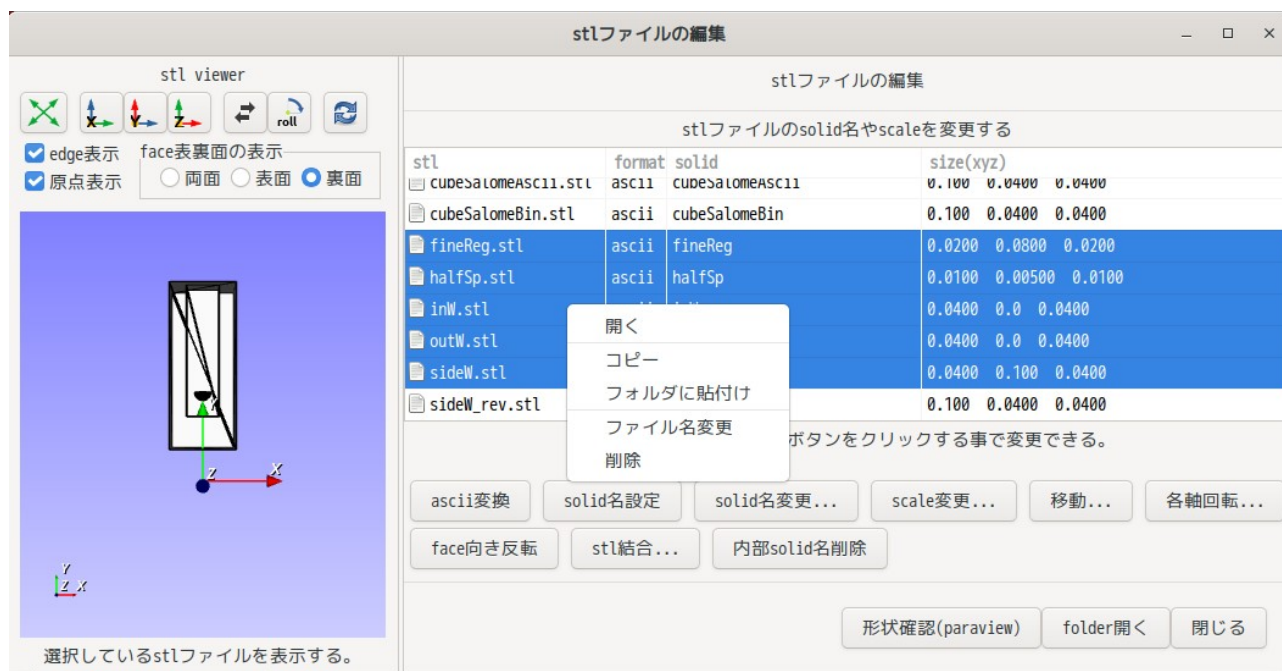 stlファイルの編集
stl viewer
X Y Z roll
edge表示
原点表示
face表裏面の表示
両面 表面 裏面
Y
Z X
Y
Z X
選択しているstlファイルを表示する。
stlファイルの編集
stlファイルのsolid名やscaleを変更する
stl format solid size(xyz)
cubeSalomeAscii.stl ascii cubeSalomeAscii 0.100 0.0400 0.0400
cubeSalomeBin.stl ascii cubeSalomeBin 0.100 0.0400 0.0400
fineReg.stl ascii fineReg 0.0200 0.0800 0.0200
halfSp.stl ascii halfSp 0.0100 0.00500 0.0100
inW.stl 0.0400 0.0 0.0400
outW.stl 0.0400 0.0 0.0400
sideW.stl 0.0400 0.100 0.0400
sideW_rev.stl 0.100 0.0400 0.0400
開く
コピー
フォルダに貼付け
ファイル名変更
削除
ボタンをクリックする事で変更できる。
ascii変換 solid名設定 solid名変更... scale変更... 移動... 各軸回転...
face向き反転 stl結合... 内部solid名削除
形状確認(paraview) folder開く 閉じる